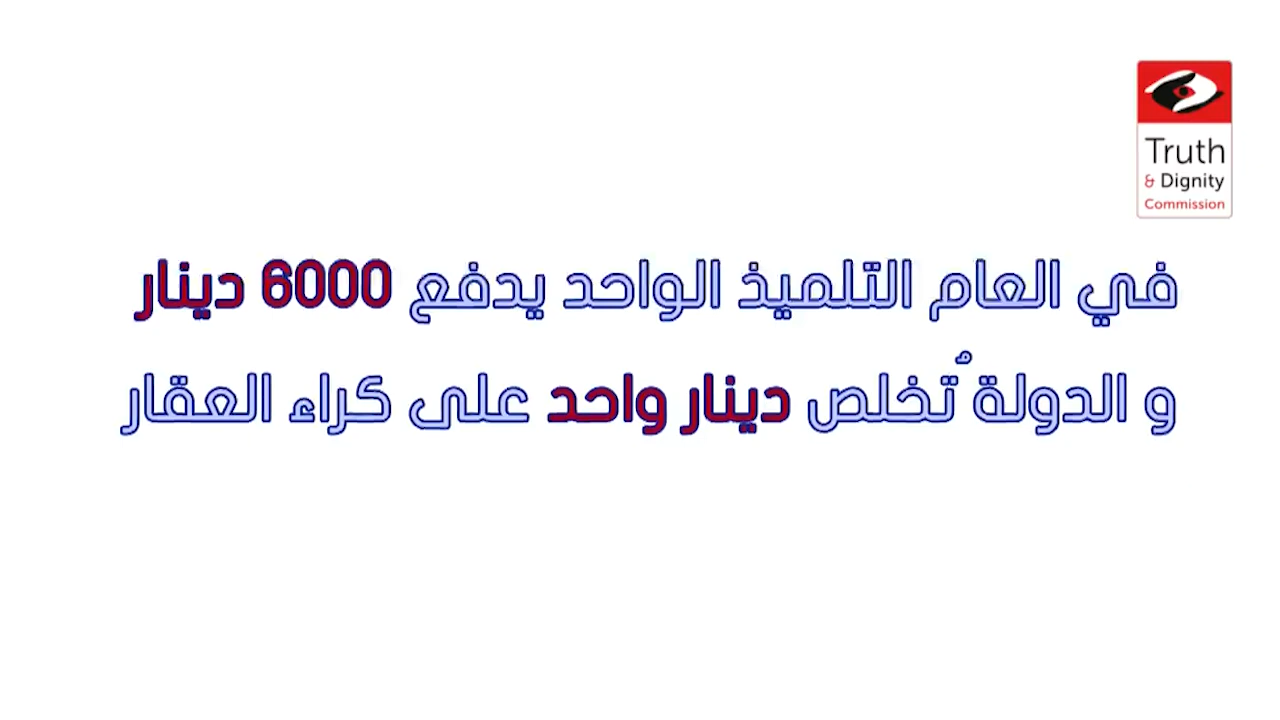 Truth
& Dignity
Commission
في العام التلميذ الواحد يدفع 6000 دينار
و الدولة تُخلص دينار واحد على كراء العقار